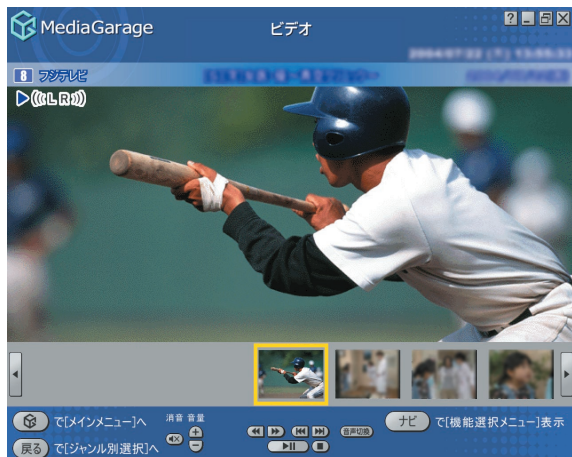 MediaGarage
ビデオ
8 フジテレビ
LR
で[メインメニュー]へ
消音 音量
音声切換
ナビ で[機能選択メニュー]表示
戻る で[ジャンル別選択]へ